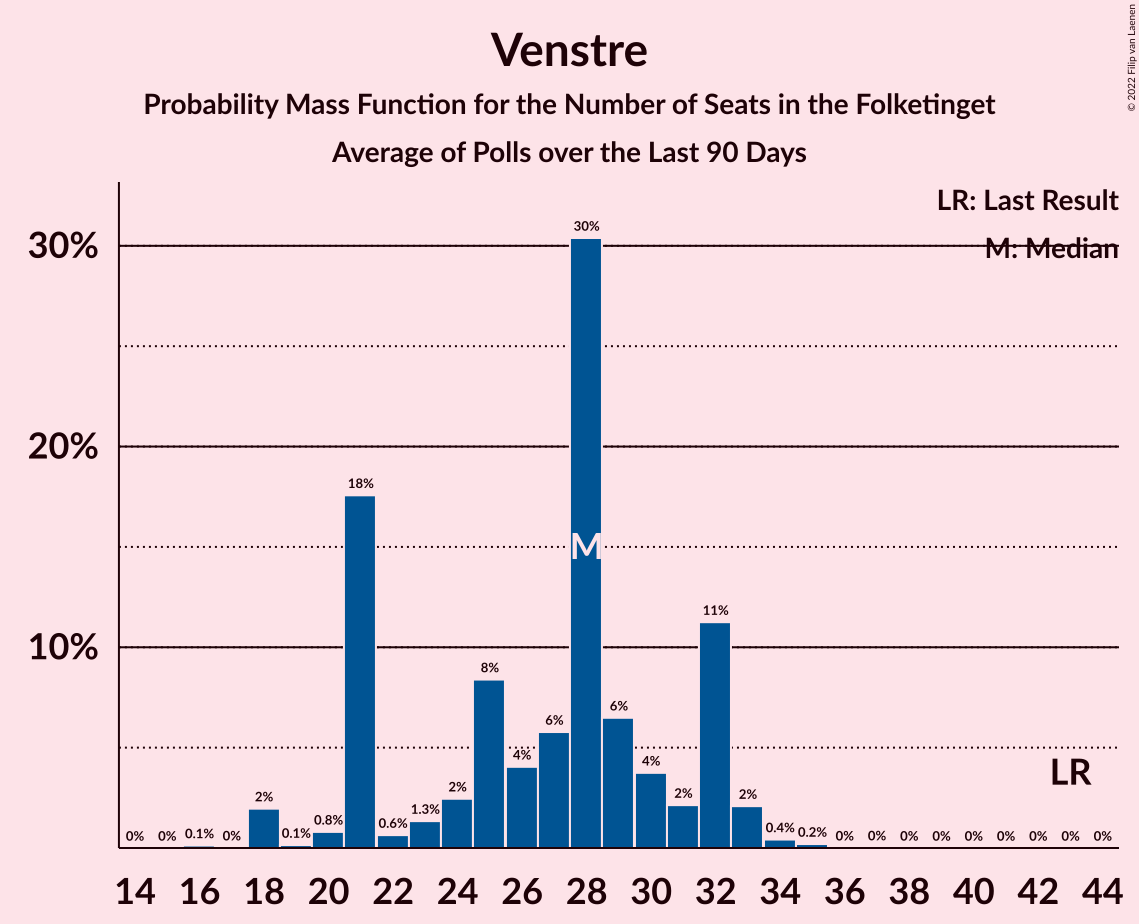 Venstre
Probability Mass Function for the Number of Seats in the Folketinget
Average of Polls over the Last 90 Days
© 2022 Filip van Laenen
LR: Last Result
M: Median
30%
20%
10%
0% 0% 0.1% 0% 2% 0.1% 0.8% 18% 0.6% 1.3% 2% 8% 4% 6% 30% 6% 4% 2% 11% 2% 0.4% 0.2% 0% 0% 0% 0% 0% 0% 0% 0% 0%
M
LR
14 16 18 20 22 24 26 28 30 32 34 36 38 40 42 44